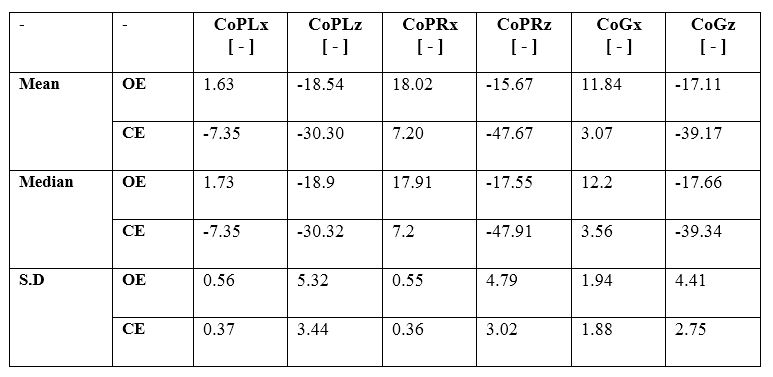 - - CoPLx CoPLz CoPRx CoPRz CoGx CoGz
[ - ] [ - ] [ - ] [ - ] [ - ] [ - ]
Mean OE 1.63 -18.54 18.02 -15.67 11.84 -17.11
CE -7.35 -30.30 7.20 -47.67 3.07 -39.17
Median OE 1.73 -18.9 17.91 -17.55 12.2 -17.66
CE -7.35 -30.32 7.2 -47.91 3.56 -39.34
S.D OE 0.56 5.32 0.55 4.79 1.94 4.41
CE 0.37 3.44 0.36 3.02 1.88 2.75